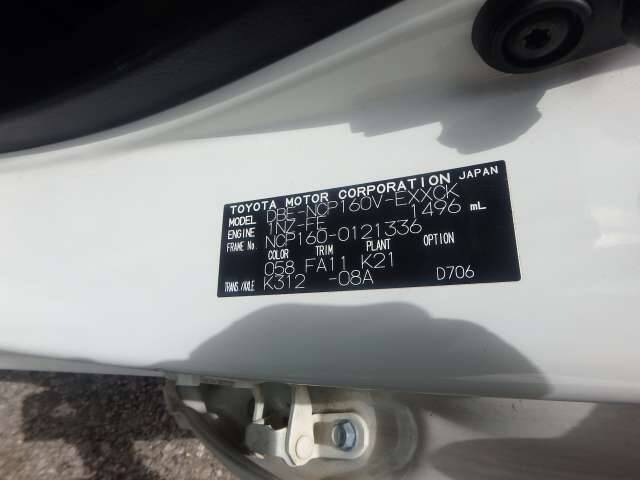 TOYOTA MOTOR CORPORATION JAPAN
MODEL DBE-NCP160V-EXXCK
ENGINE 1NZ-FE 1496 mL
FRAME No. NCP160-0121336
COLOR TRIM PLANT OPTION
058 FA11 K21
TRANS./AXLE K312 -08A D706